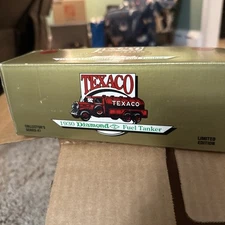 TEXACO
TEXACO
1930 Diamond T Fuel Tanker
LIMITED
EDITION